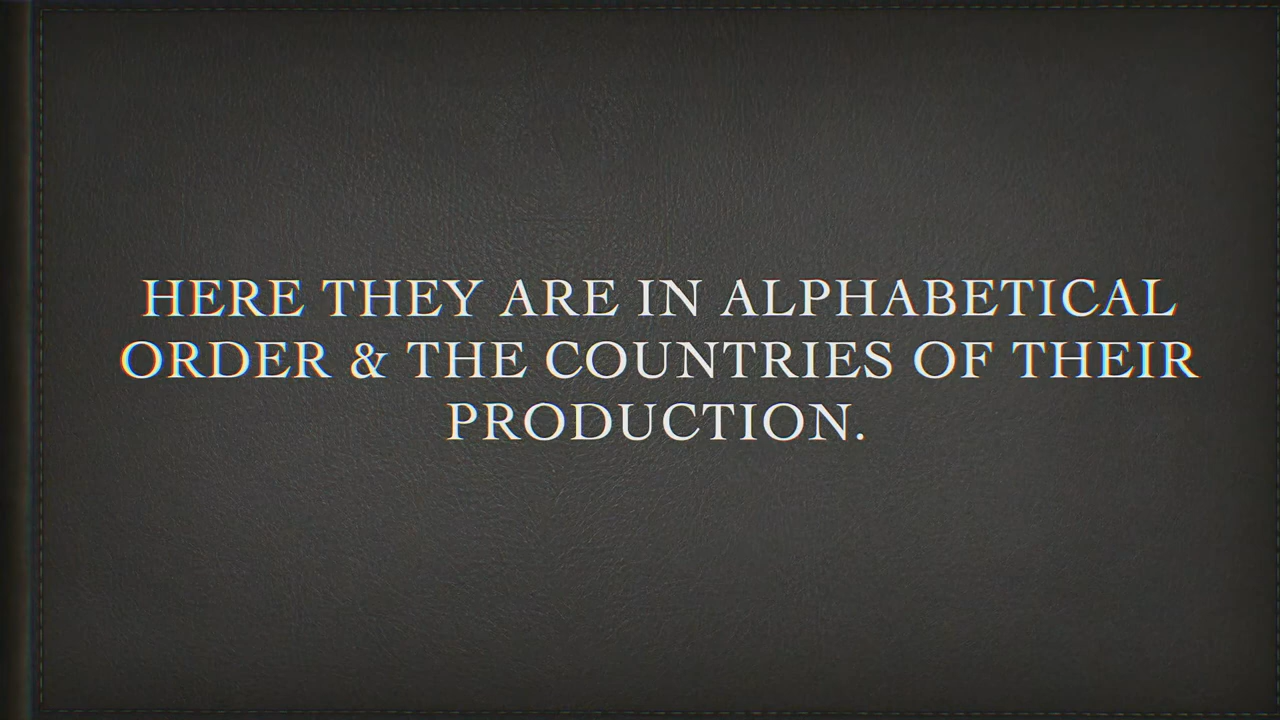 HERE THEY ARE IN ALPHABETICAL
ORDER & THE COUNTRIES OF THEIR
PRODUCTION.